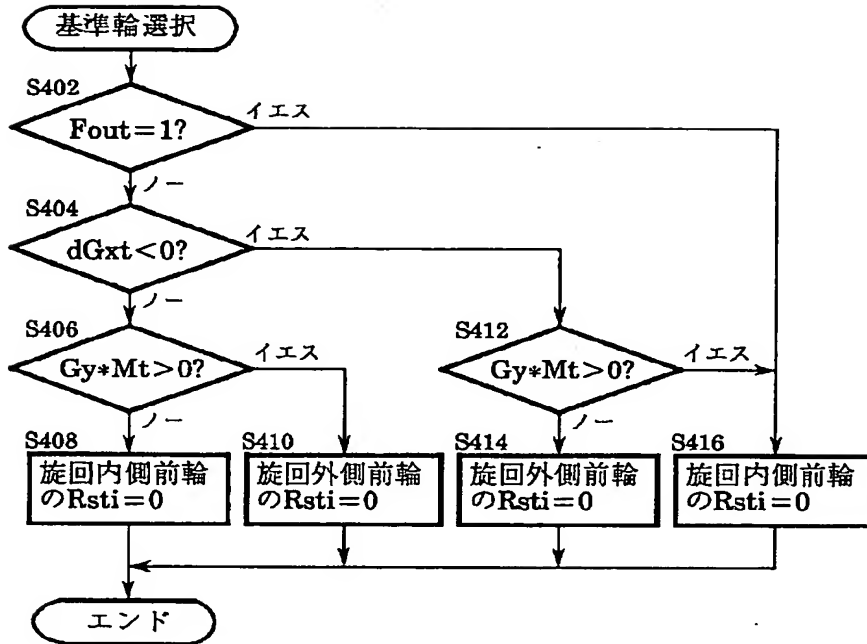 基準輪選択
S402
Fout=1?
イエス
ノー
S404
dGxt<0?
イエス
ノー
S406
Gy*Mt>0?
イエス
ノー
S412
Gy*Mt>0?
イエス
ノー
S408
旋回内側前輪
のRsti=0
S410
旋回外側前輪
のRsti=0
S414
旋回外側前輪
のRsti=0
S416
旋回内側前輪
のRsti=0
エンド